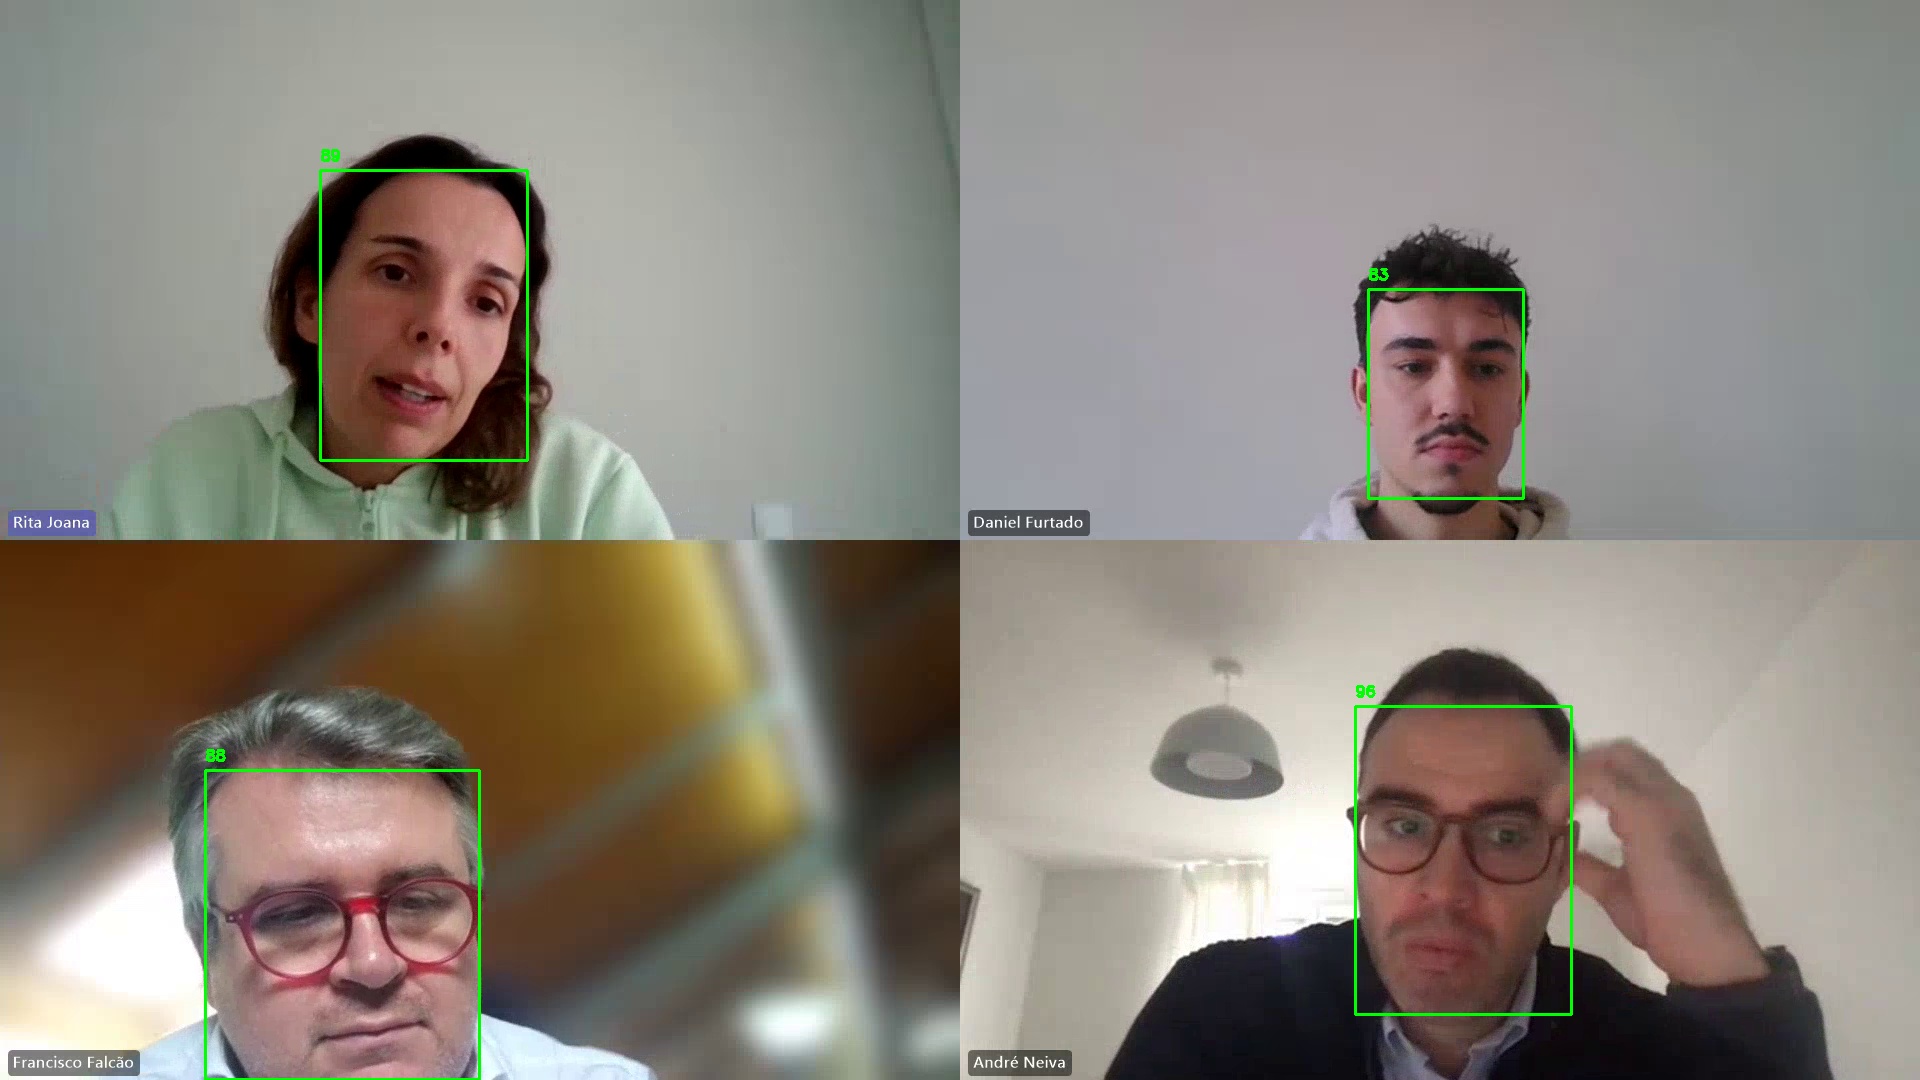 89
Rita Joana
83
Daniel Furtado
88
Francisco Falcão
96
André Neiva